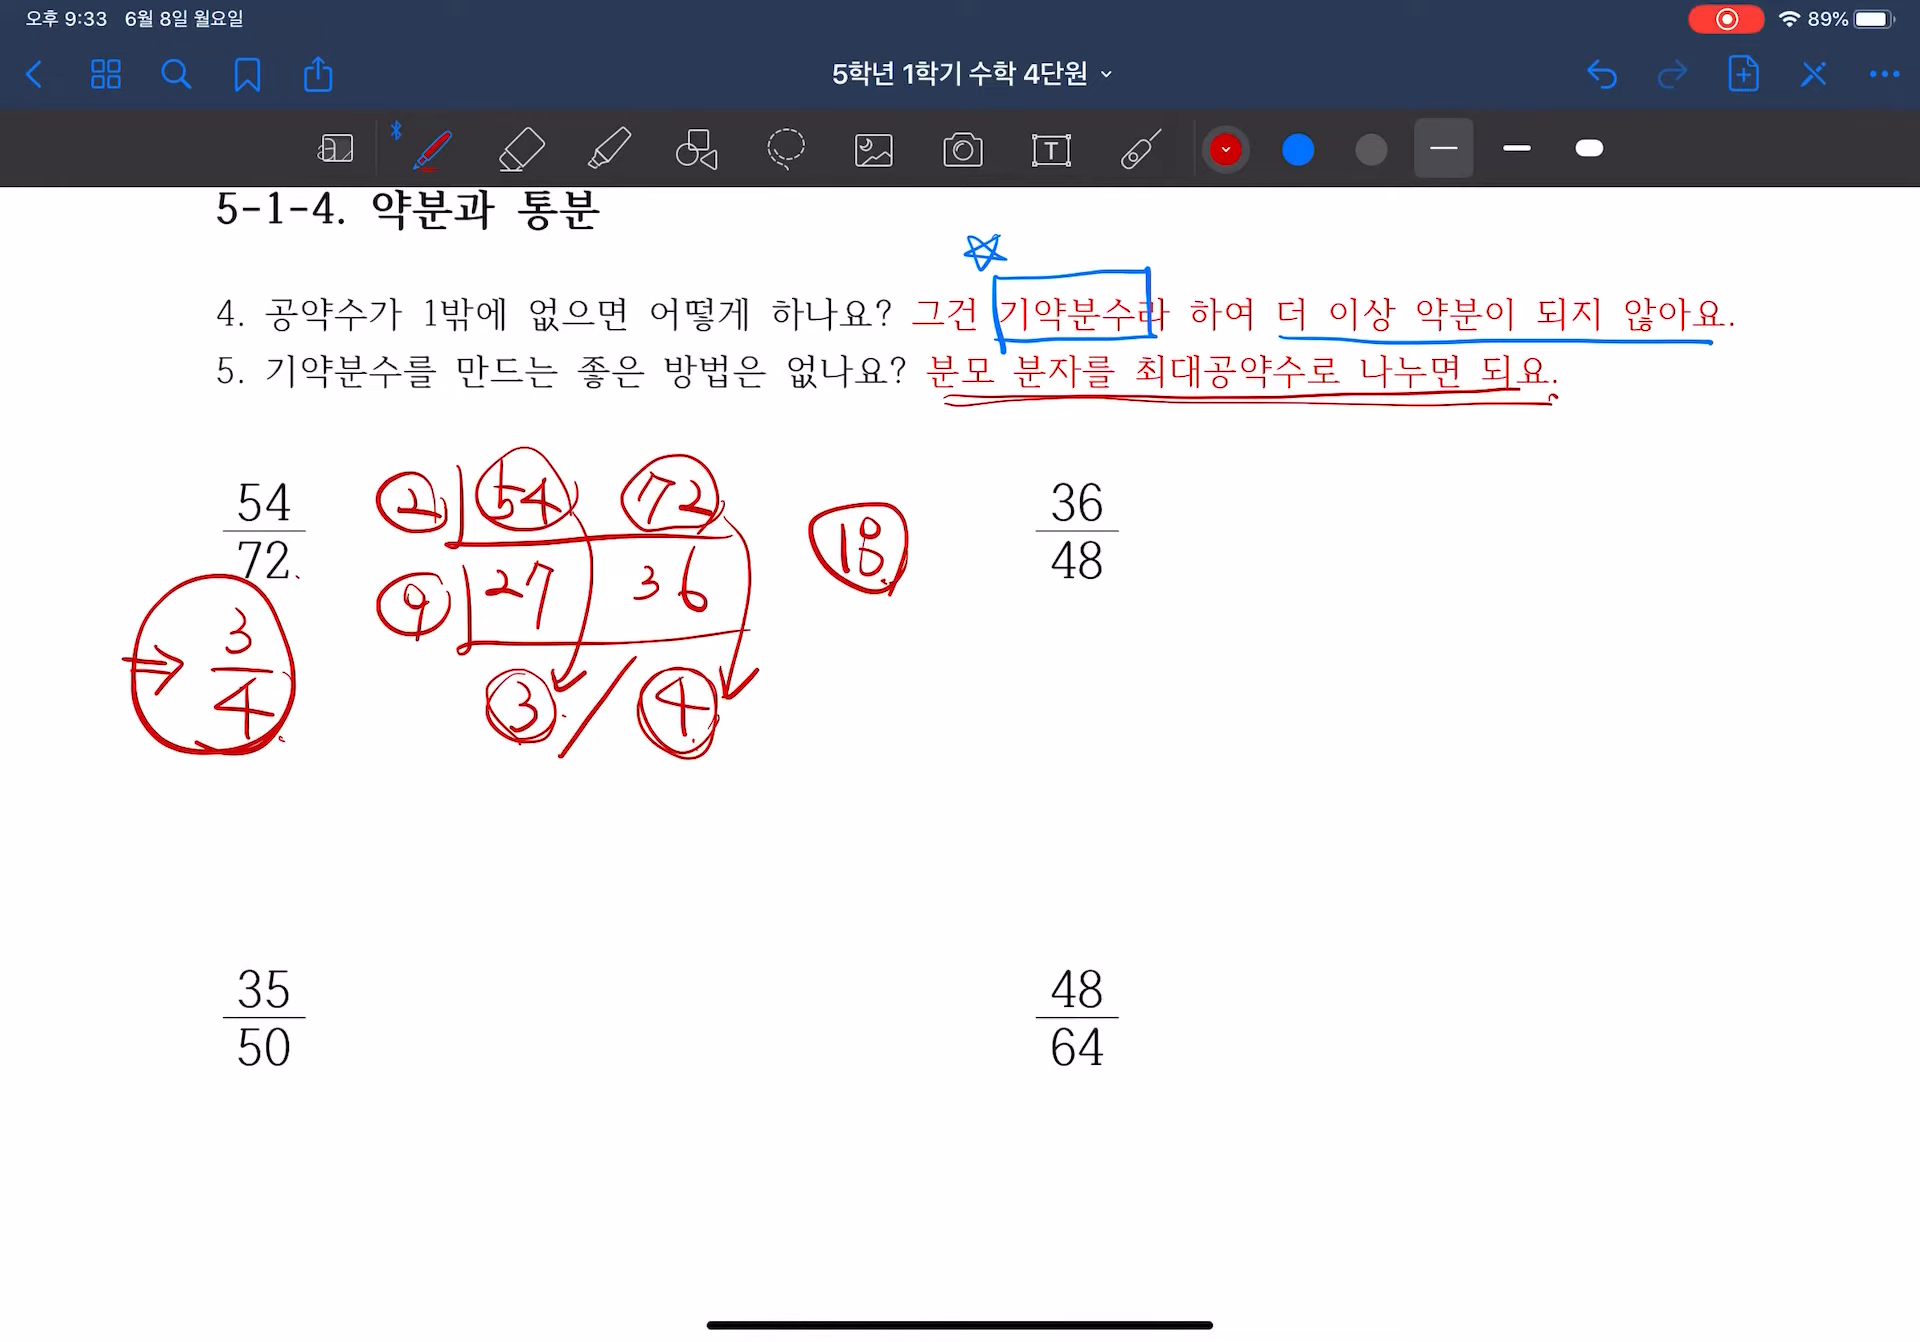 오후 9:33 6월 8일 월요일
89%
5학년 1학기 수학 4단원
5-1-4. 약분과 통분
4. 공약수가 1밖에 없으면 어떻게 하나요? 그건 기약분수라 하여 더 이상 약분이 되지 않아요.
5. 기약분수를 만드는 좋은 방법은 없나요? 분모 분자를 최대공약수로 나누면 되요.
54
72
2 54 72
9 27 36
3 / 4
18
⇒ 3
4
36
48
35
50
48
64